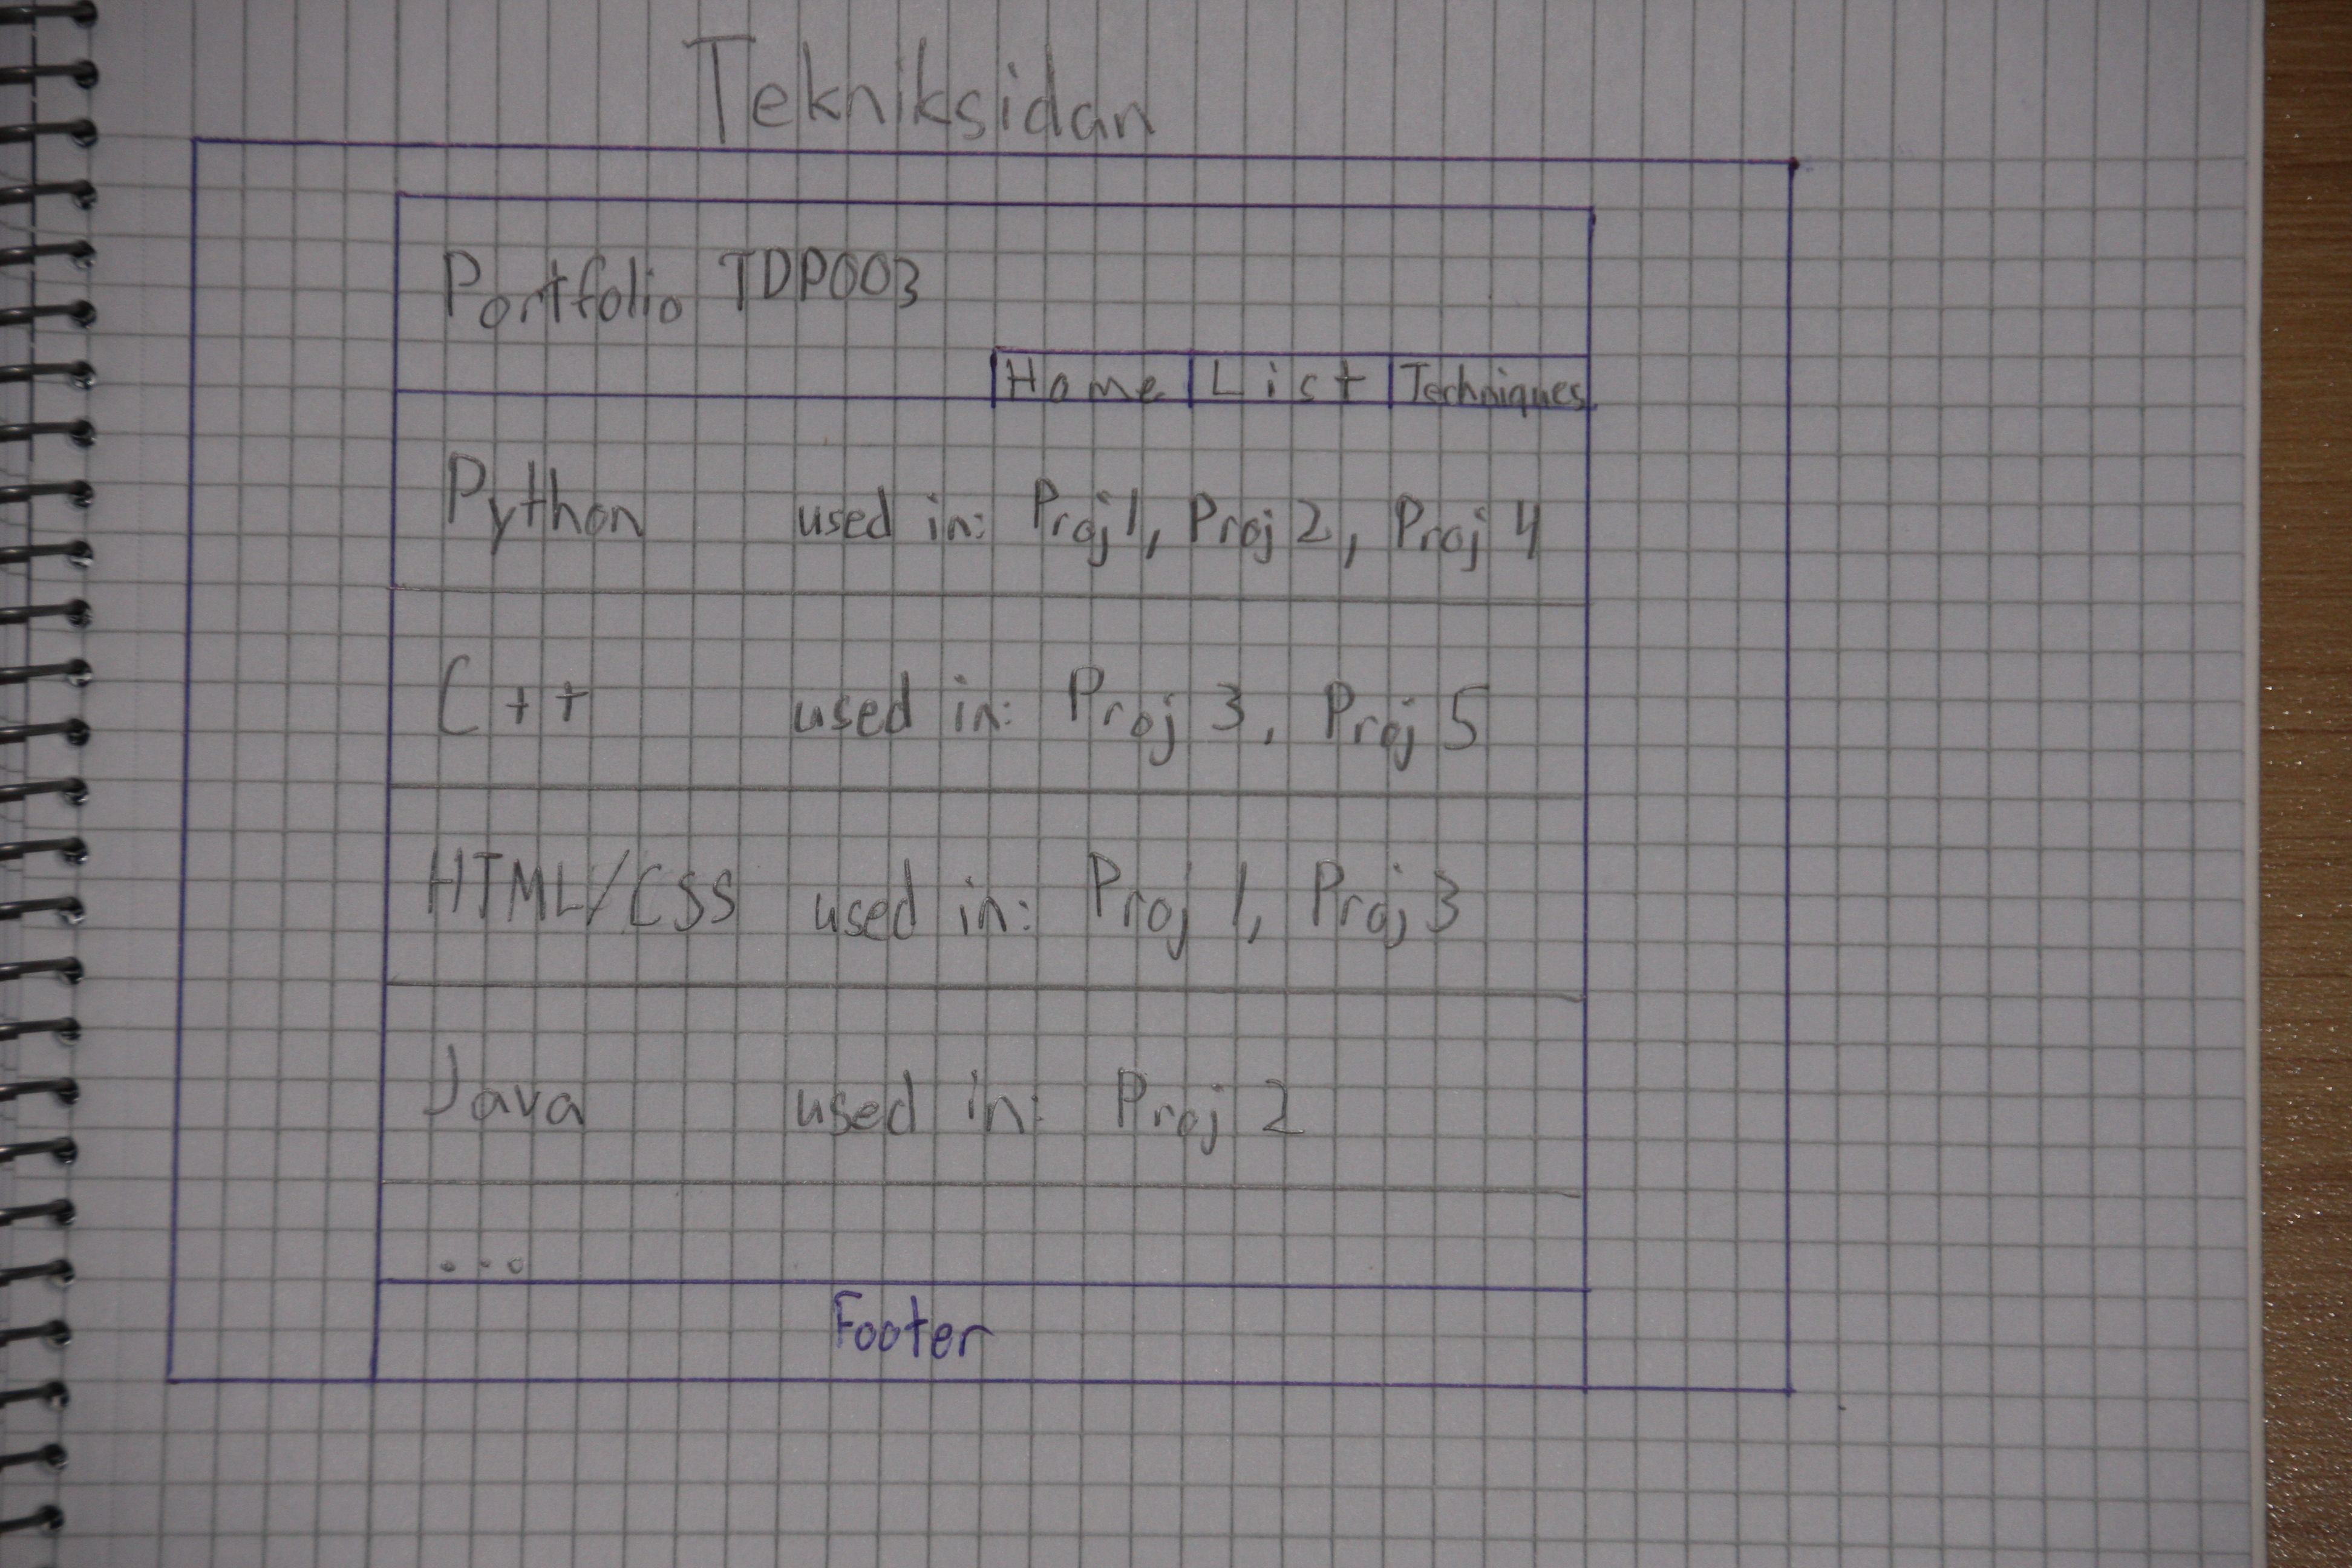 Tekniksidan
Portfolio TDP003
Home List Techniques
Python used in: Proj 1, Proj 2, Proj 4
C++ used in: Proj 3, Proj 5
HTML/CSS used in: Proj 1, Proj 3
Java used in: Proj 2
...
Footer